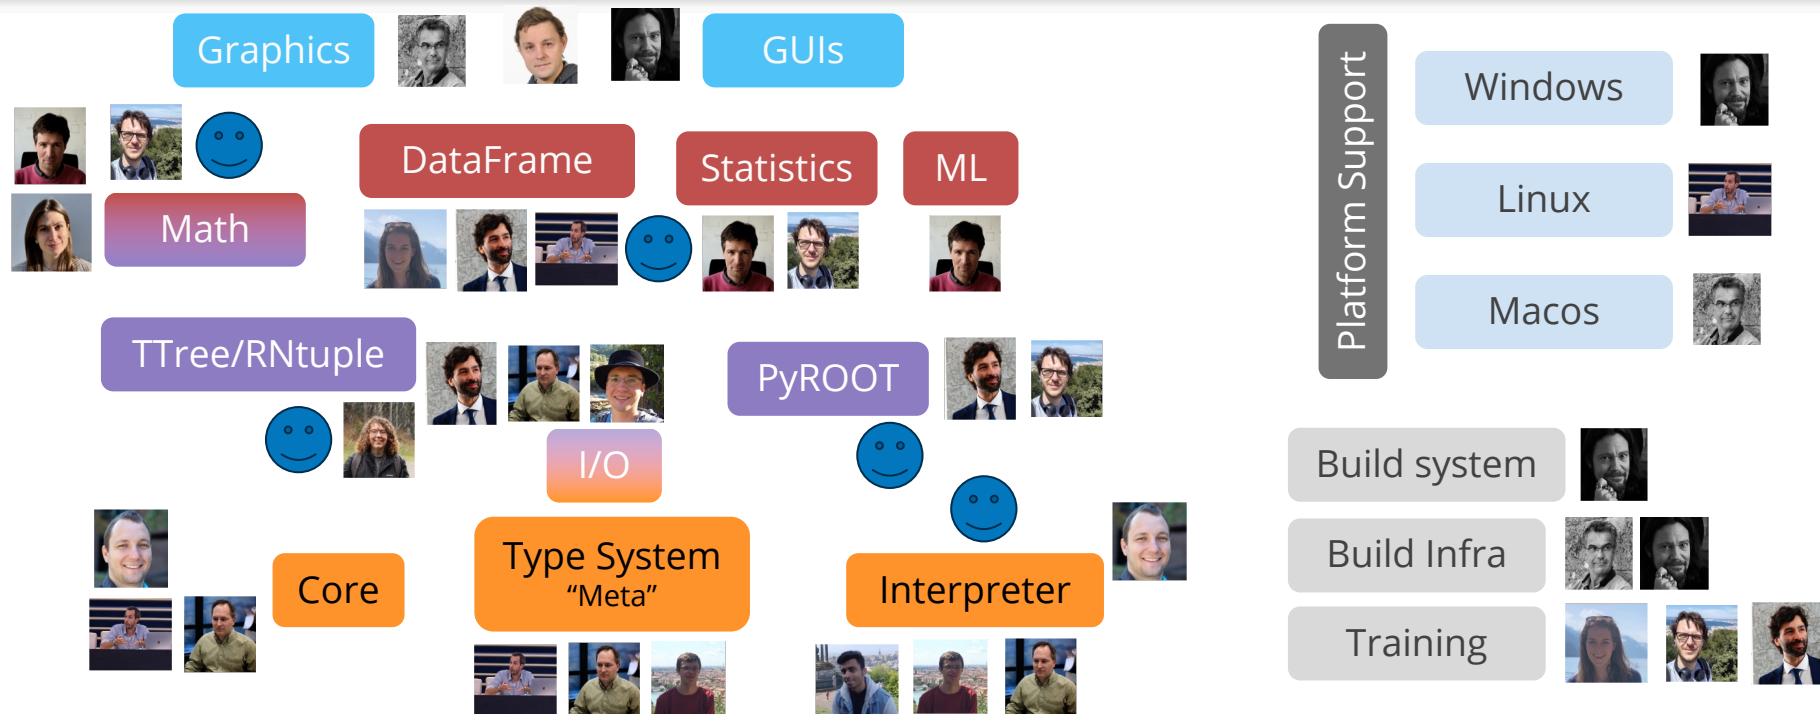 Graphics
GUIs
Math
DataFrame
Statistics
ML
TTree/RNtuple
PyROOT
I/O
Core
Type System
“Meta”
Interpreter
Platform Support
Windows
Linux
Macos
Build system
Build Infra
Training